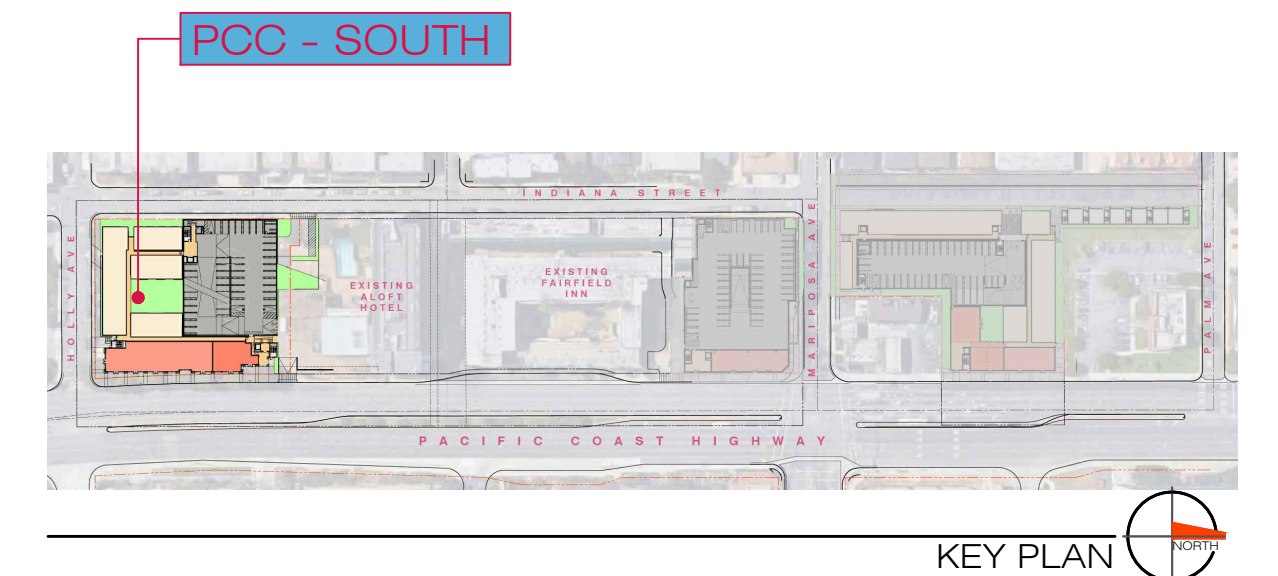 PCC - SOUTH
INDIANA STREET
HOLLY AVE
EXISTING
ALOFT
HOTEL
EXISTING
FAIRFIELD
INN
MARIPOSA AVE
PALM AVE
PACIFIC COAST HIGHWAY
KEY PLAN
NORTH